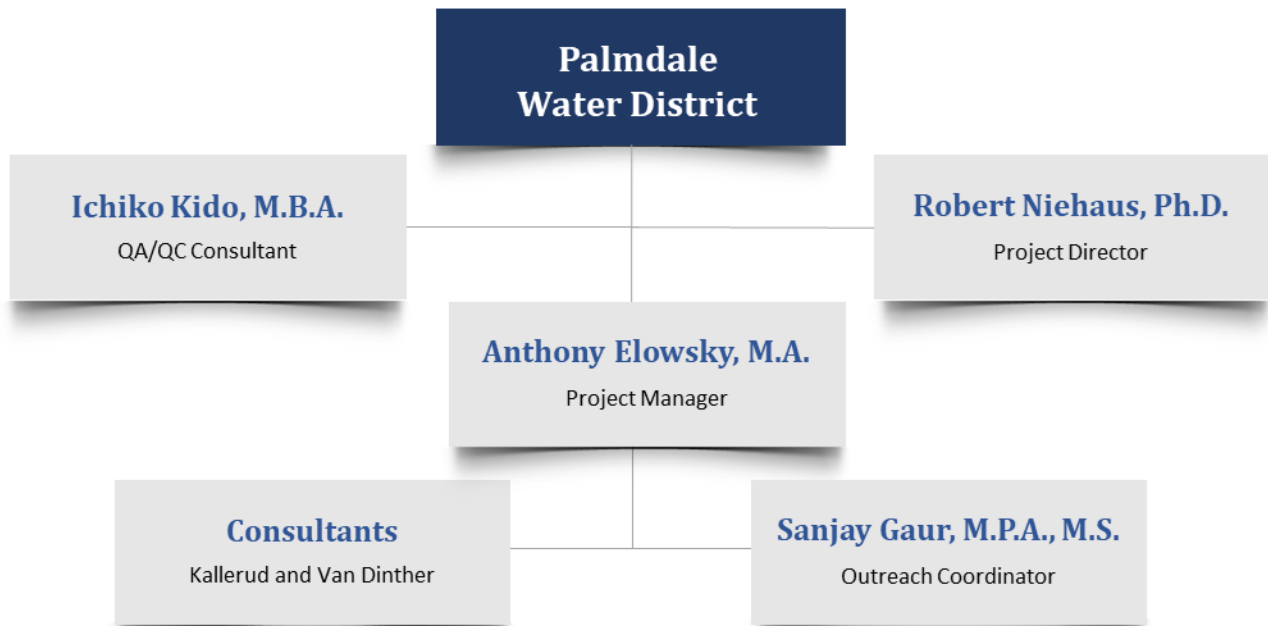 Palmdale
Water District
Ichiko Kido, M.B.A.
QA/QC Consultant
Robert Niehaus, Ph.D.
Project Director
Anthony Elowsky, M.A.
Project Manager
Consultants
Kallerud and Van Dinther
Sanjay Gaur, M.P.A., M.S.
Outreach Coordinator